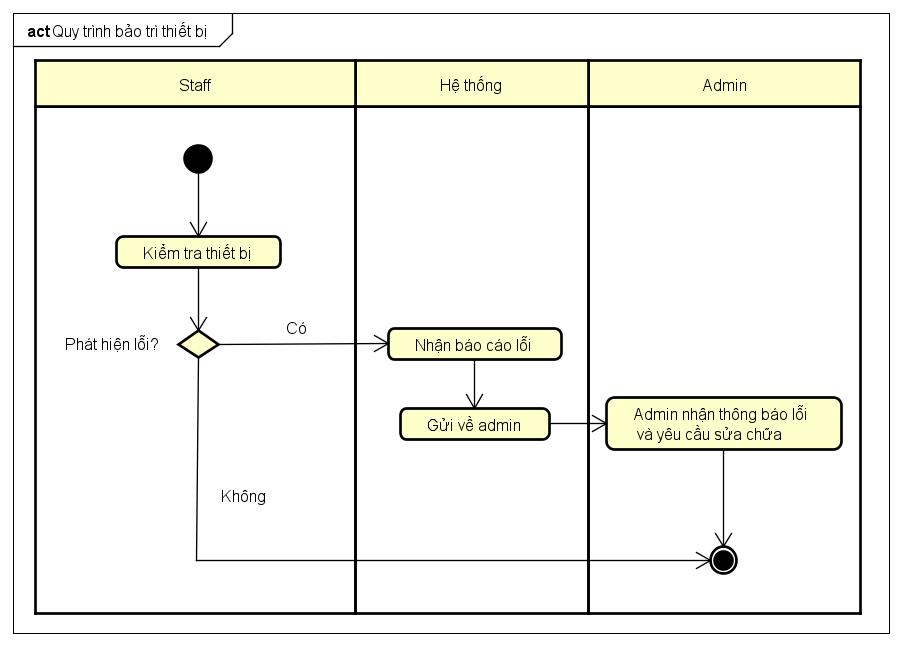 act Quy trình bảo trì thiết bị
Staff
Hệ thống
Admin
Kiểm tra thiết bị
Phát hiện lỗi?
Có
Nhận báo cáo lỗi
Gửi về admin
Admin nhận thông báo lỗi
và yêu cầu sửa chữa
Không